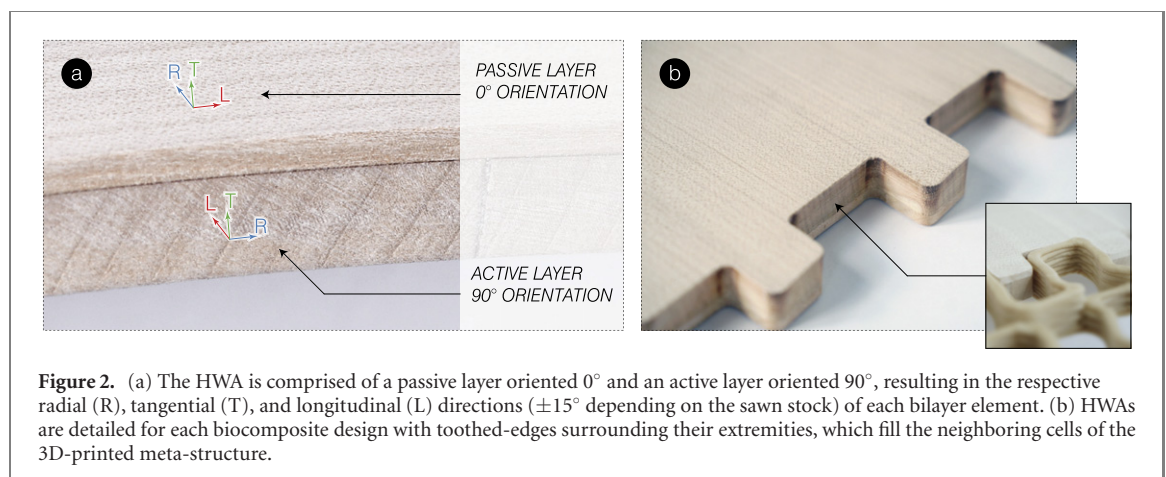 a
R T L
PASSIVE LAYER
0° ORIENTATION
L T R
ACTIVE LAYER
90° ORIENTATION
b
Figure 2. (a) The HWA is comprised of a passive layer oriented 0° and an active layer oriented 90°, resulting in the respective
radial (R), tangential (T), and longitudinal (L) directions (±15° depending on the sawn stock) of each bilayer element. (b) HWAs
are detailed for each biocomposite design with toothed-edges surrounding their extremities, which fill the neighboring cells of the
3D-printed meta-structure.